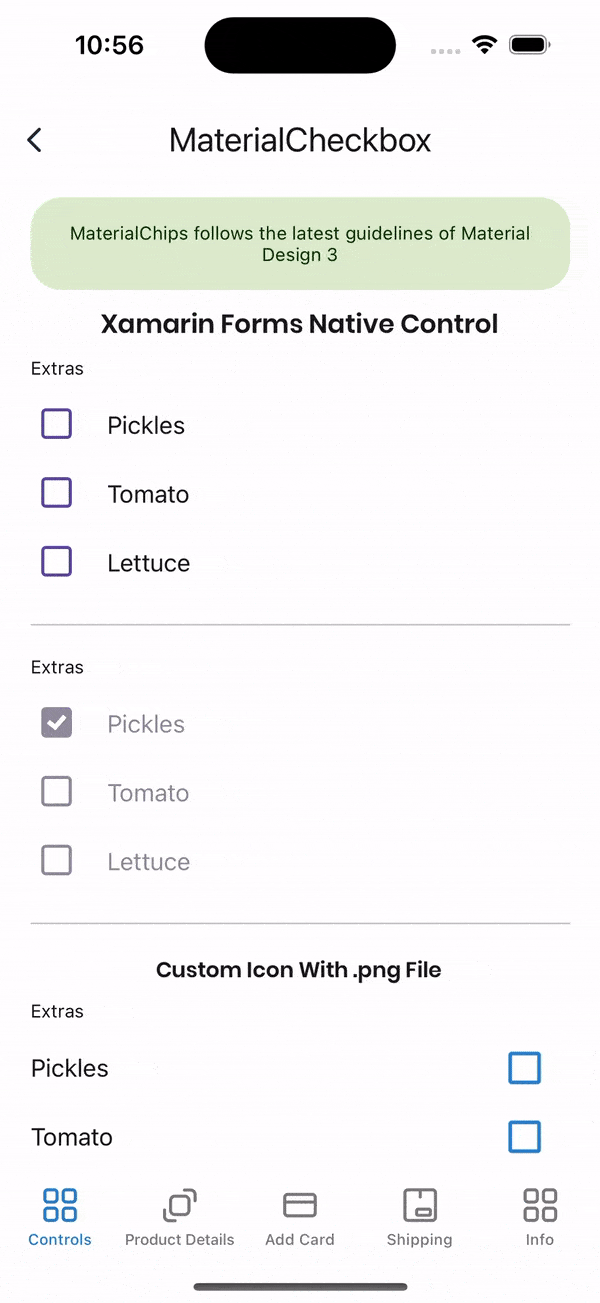 10:56
MaterialCheckbox
MaterialChips follows the latest guidelines of Material
Design 3
Xamarin Forms Native Control
Extras
Pickles
Tomato
Lettuce
Extras
Pickles
Tomato
Lettuce
Custom Icon With .png File
Extras
Pickles
Tomato
Controls
Product Details
Add Card
Shipping
Info